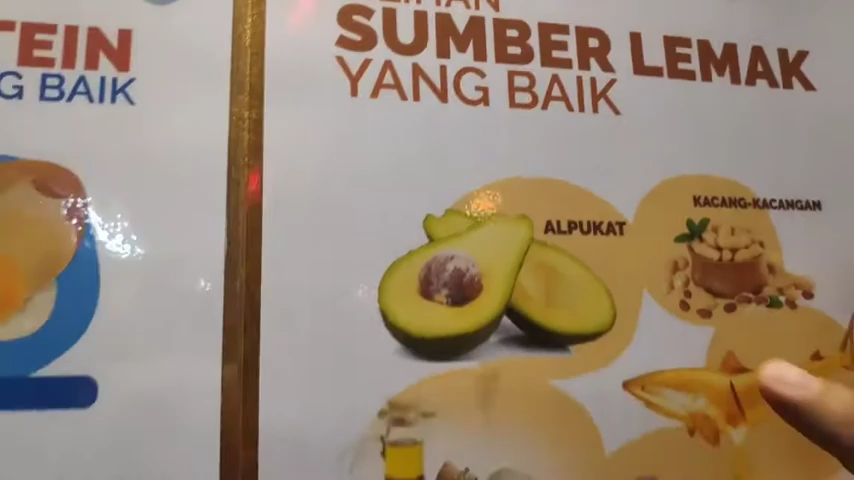 TEIN
G BAIK
SUMBER LEMAK
YANG BAIK
ALPUKAT
KACANG-KACANGAN